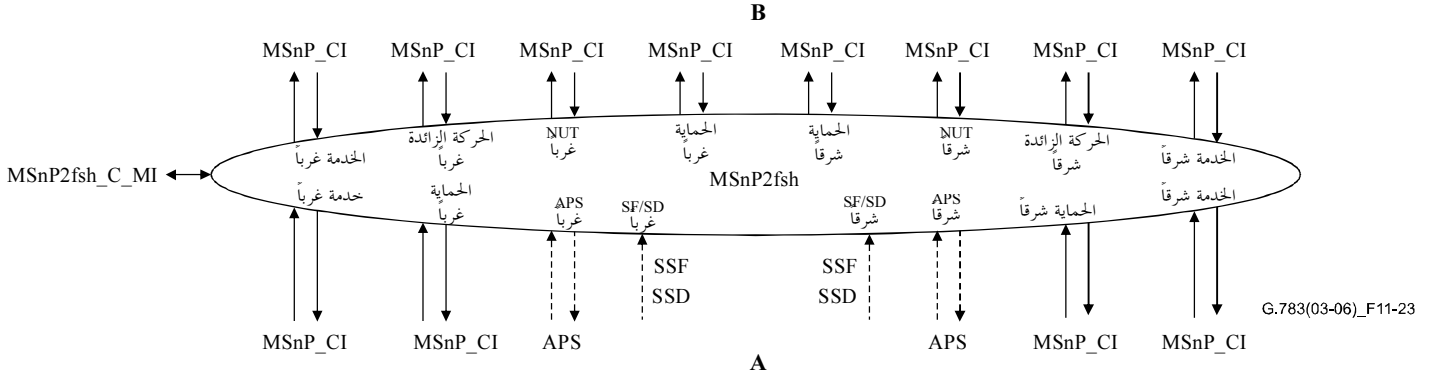 B
MSnP_CI MSnP_CI MSnP_CI MSnP_CI MSnP_CI MSnP_CI MSnP_CI MSnP_CI
الخدمة غرباً
الحركة الزائدة
غرباً
NUT
غرباً
الحماية
غرباً
الحماية
شرقاً
NUT
شرقاً
الحركة الزائدة
شرقاً
الخدمة شرقاً
MSnP2fsh_C_MI
MSnP2fsh
خدمة غرباً
الحماية
غرباً
APS
غرباً
SF/SD
غرباً
SF/SD
شرقاً
APS
شرقاً
الحماية شرقاً
الخدمة شرقاً
SSF
SSD
SSF
SSD
G.783(03-06)_F11-23
MSnP_CI MSnP_CI APS APS MSnP_CI MSnP_CI
A